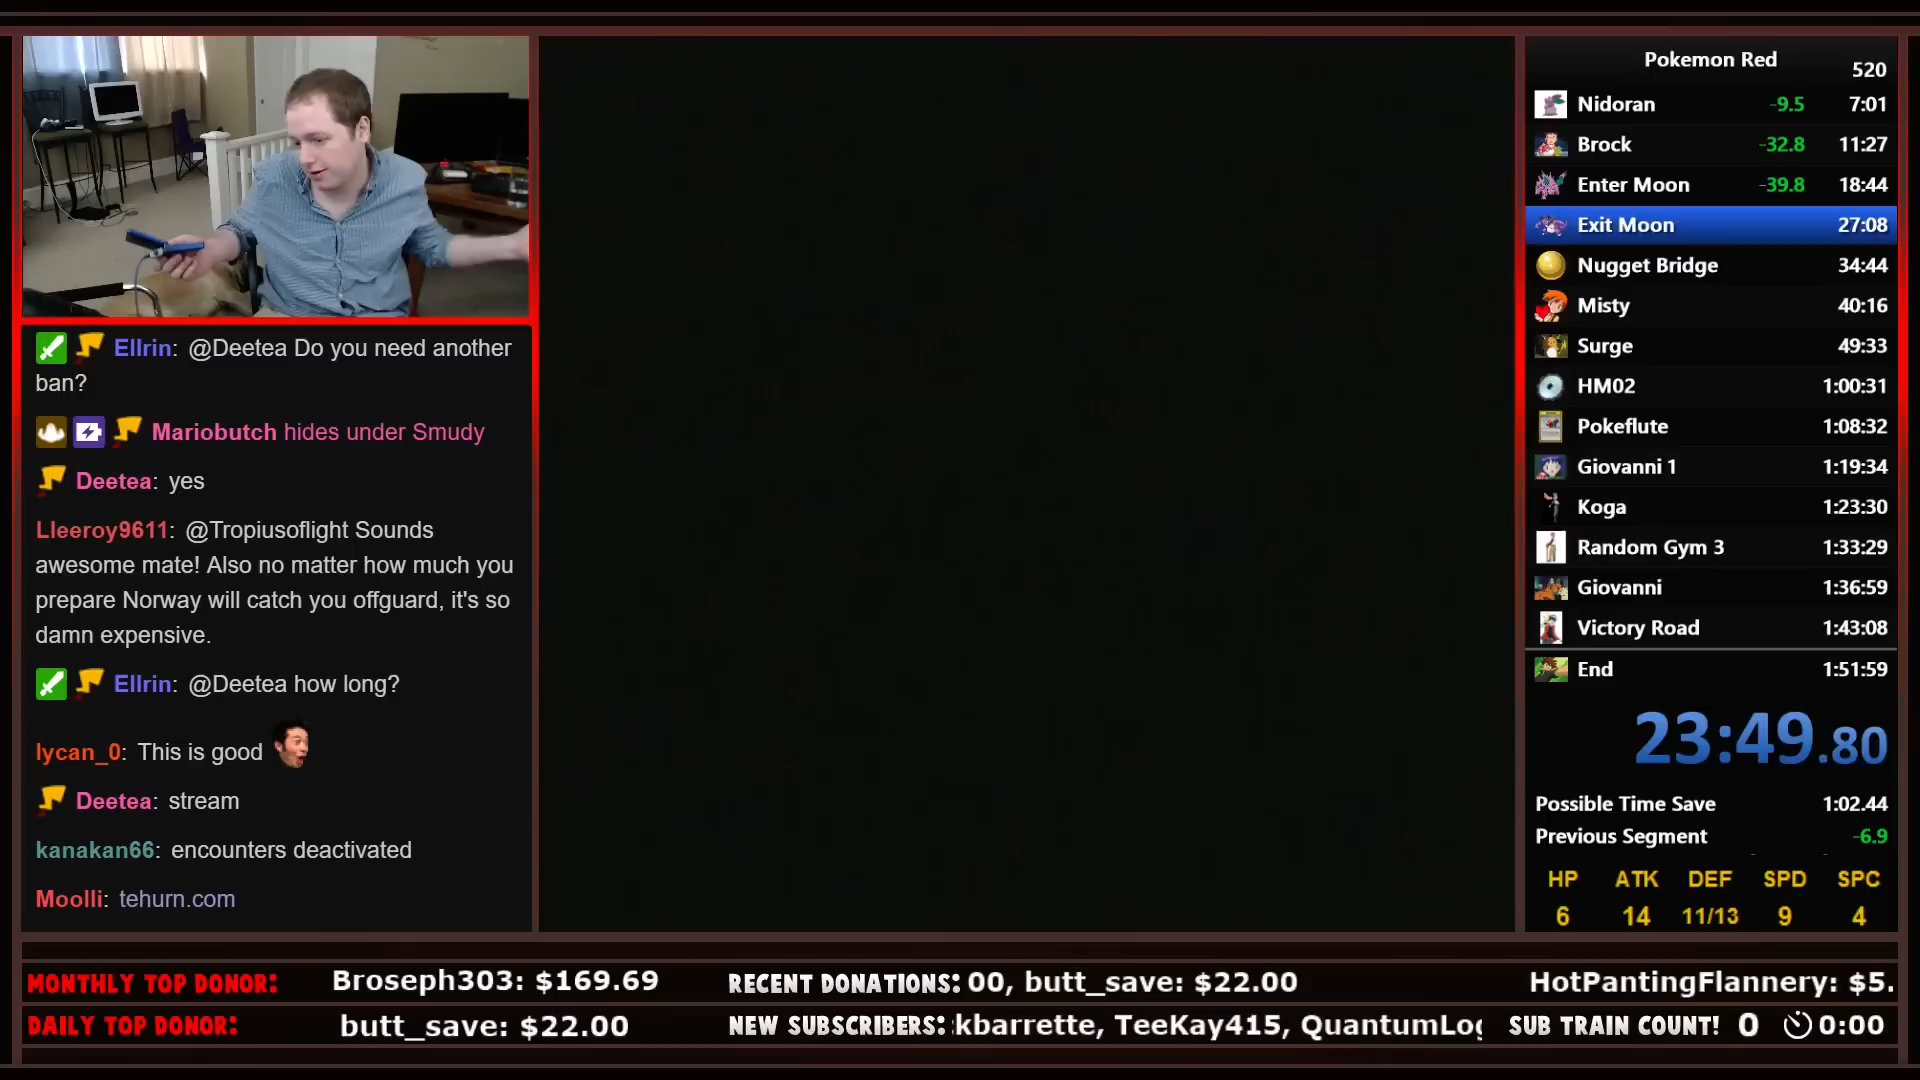 Ellrin: @Deetea Do you need another
ban?
Mariobutch hides under Smudy
Deetea: yes
Lleeroy9611: @Tropiusoflight Sounds
awesome mate! Also no matter how much you
prepare Norway will catch you offguard, it's so
damn expensive.
Ellrin: @Deetea how long?
lycan_0: This is good
Deetea: stream
kanakan66: encounters deactivated
Moolli: tehurn.com
Pokemon Red
520
Nidoran -9.5 7:01
Brock -32.8 11:27
Enter Moon -39.8 18:44
Exit Moon 27:08
Nugget Bridge 34:44
Misty 40:16
Surge 49:33
HM02 1:00:31
Pokeflute 1:08:32
Giovanni 1 1:19:34
Koga 1:23:30
Random Gym 3 1:33:29
Giovanni 1:36:59
Victory Road 1:43:08
End 1:51:59
23:49.80
Possible Time Save 1:02.44
Previous Segment -6.9
HP ATK DEF SPD SPC
6 14 11/13 9 4
MONTHLY TOP DONOR: Broseph303: $169.69 RECENT DONATIONS: 00, butt_save: $22.00 HotPantingFlannery: $5.
DAILY TOP DONOR: butt_save: $22.00 NEW SUBSCRIBERS: kbarrette, TeeKay415, QuantumLog SUB TRAIN COUNT! 0 0:00